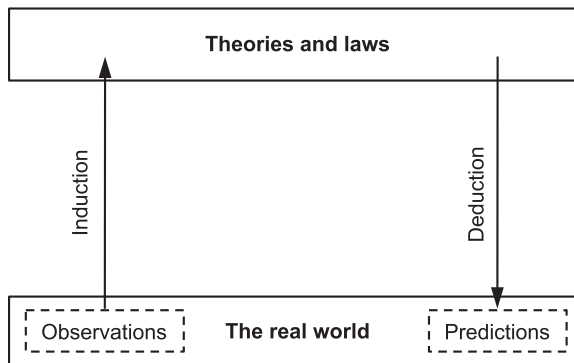 Theories and laws
Induction
Deduction
Observations
The real world
Predictions